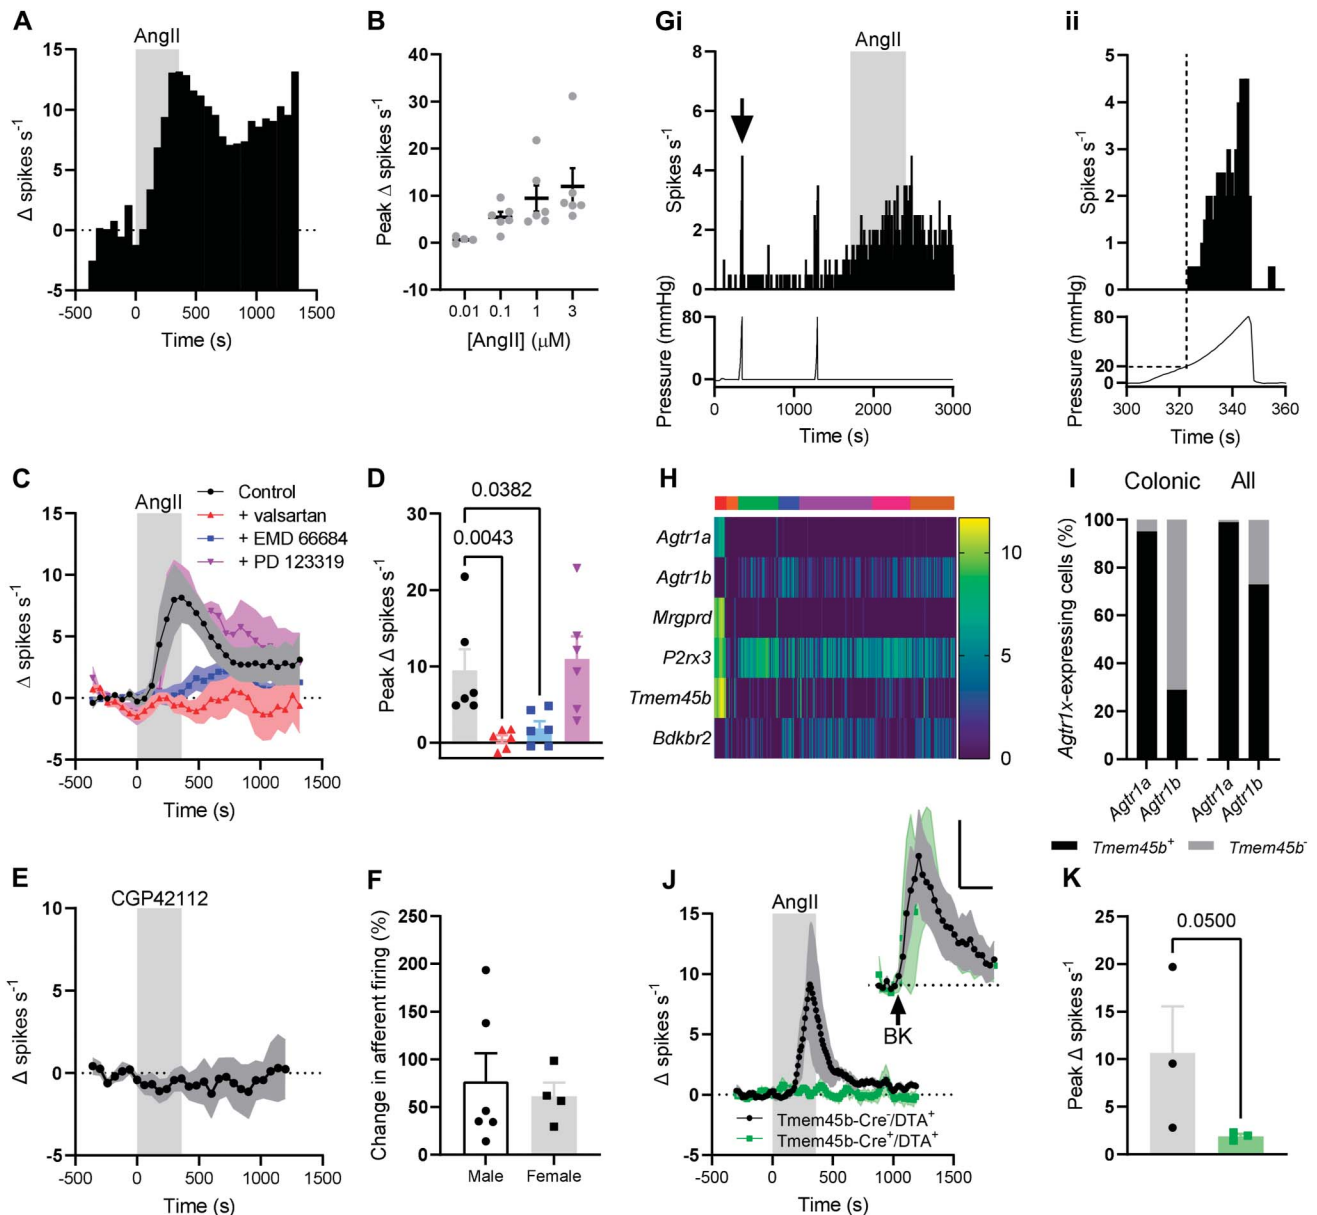 A
AngII
15
10
5
0
-5
Δ spikes s⁻¹
-500 0 500 1000 1500
Time (s)
B
40
30
20
10
0
-10
Peak Δ spikes s⁻¹
0.01 0.1 1 3
[AngII] (μM)
Gi
AngII
8
6
4
2
0
Spikes s⁻¹
80
0
Pressure (mmHg)
0 1000 2000 3000
Time (s)
ii
5
4
3
2
1
0
Spikes s⁻¹
80
20
0
Pressure (mmHg)
300 320 340 360
Time (s)
C
AngII
Control
+ valsartan
+ EMD 66684
+ PD 123319
15
10
5
0
-5
Δ spikes s⁻¹
-500 0 500 1000 1500
Time (s)
D
0.0382
0.0043
30
20
10
0
Peak Δ spikes s⁻¹
H
Agtr1a
Agtr1b
Mrgprd
P2rx3
Tmem45b
Bdkbr2
10
5
0
I
Colonic All
100
80
60
40
20
0
Agtr1x-expressing cells (%)
Agtr1a Agtr1b Agtr1a Agtr1b
Tmem45b⁺ Tmem45b⁻
E
CGP42112
10
5
0
-5
Δ spikes s⁻¹
-500 0 500 1000 1500
Time (s)
F
250
200
150
100
50
0
Change in afferent firing (%)
Male Female
J
AngII
BK
15
10
5
0
-5
Δ spikes s⁻¹
Tmem45b-Cre⁻/DTA⁺
Tmem45b-Cre⁺/DTA⁺
-500 0 500 1000 1500
Time (s)
K
0.0500
25
20
15
10
5
0
Peak Δ spikes s⁻¹